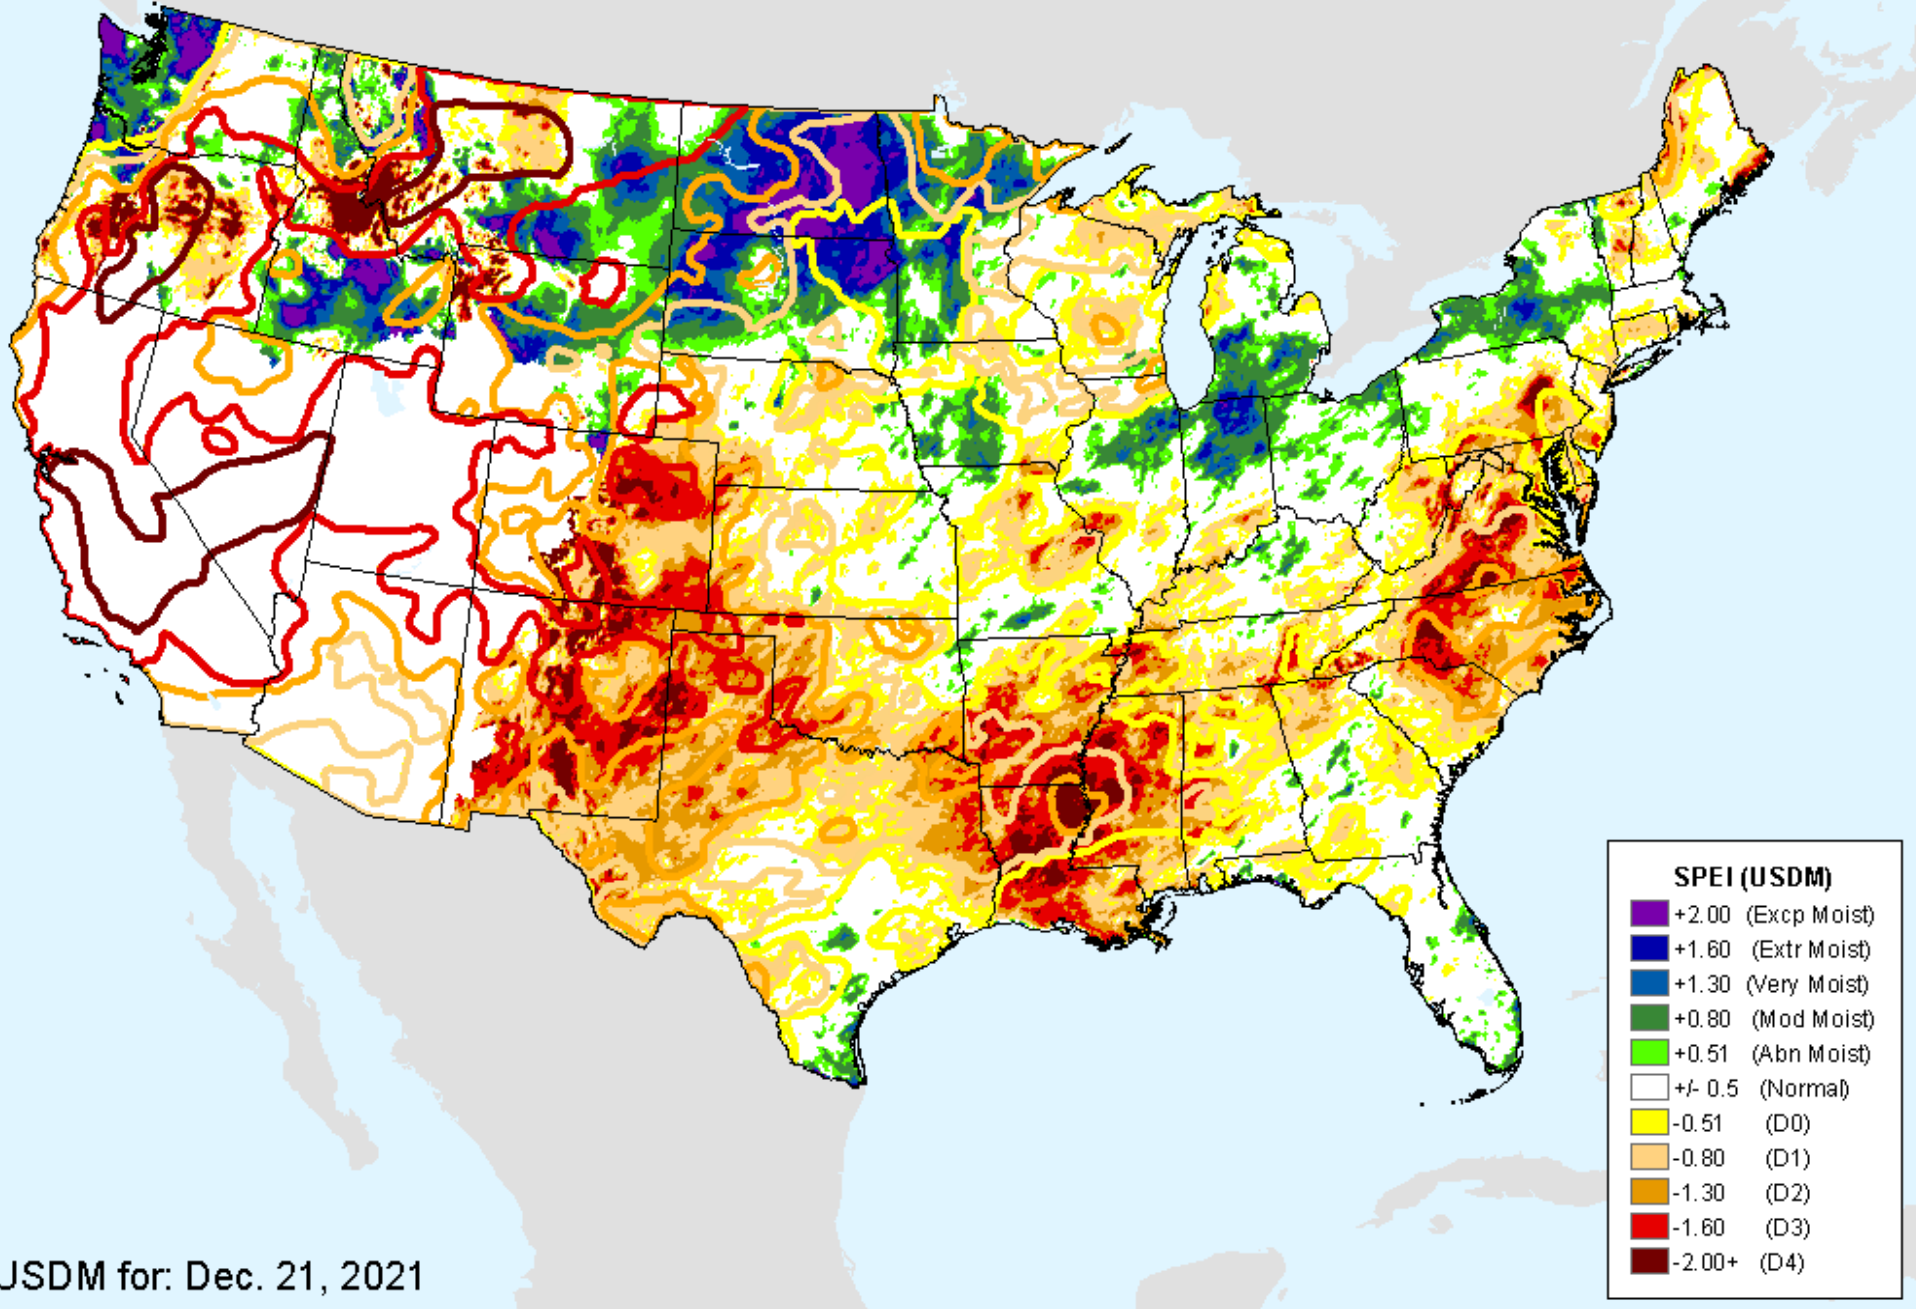 SPEI (USDM)
+2.00 (Excp Moist)
+1.60 (Extr Moist)
+1.30 (Very Moist)
+0.80 (Mod Moist)
+0.51 (Abn Moist)
+/- 0.5 (Normal)
-0.51 (D0)
-0.80 (D1)
-1.30 (D2)
-1.60 (D3)
-2.00+ (D4)
USDM for: Dec. 21, 2021